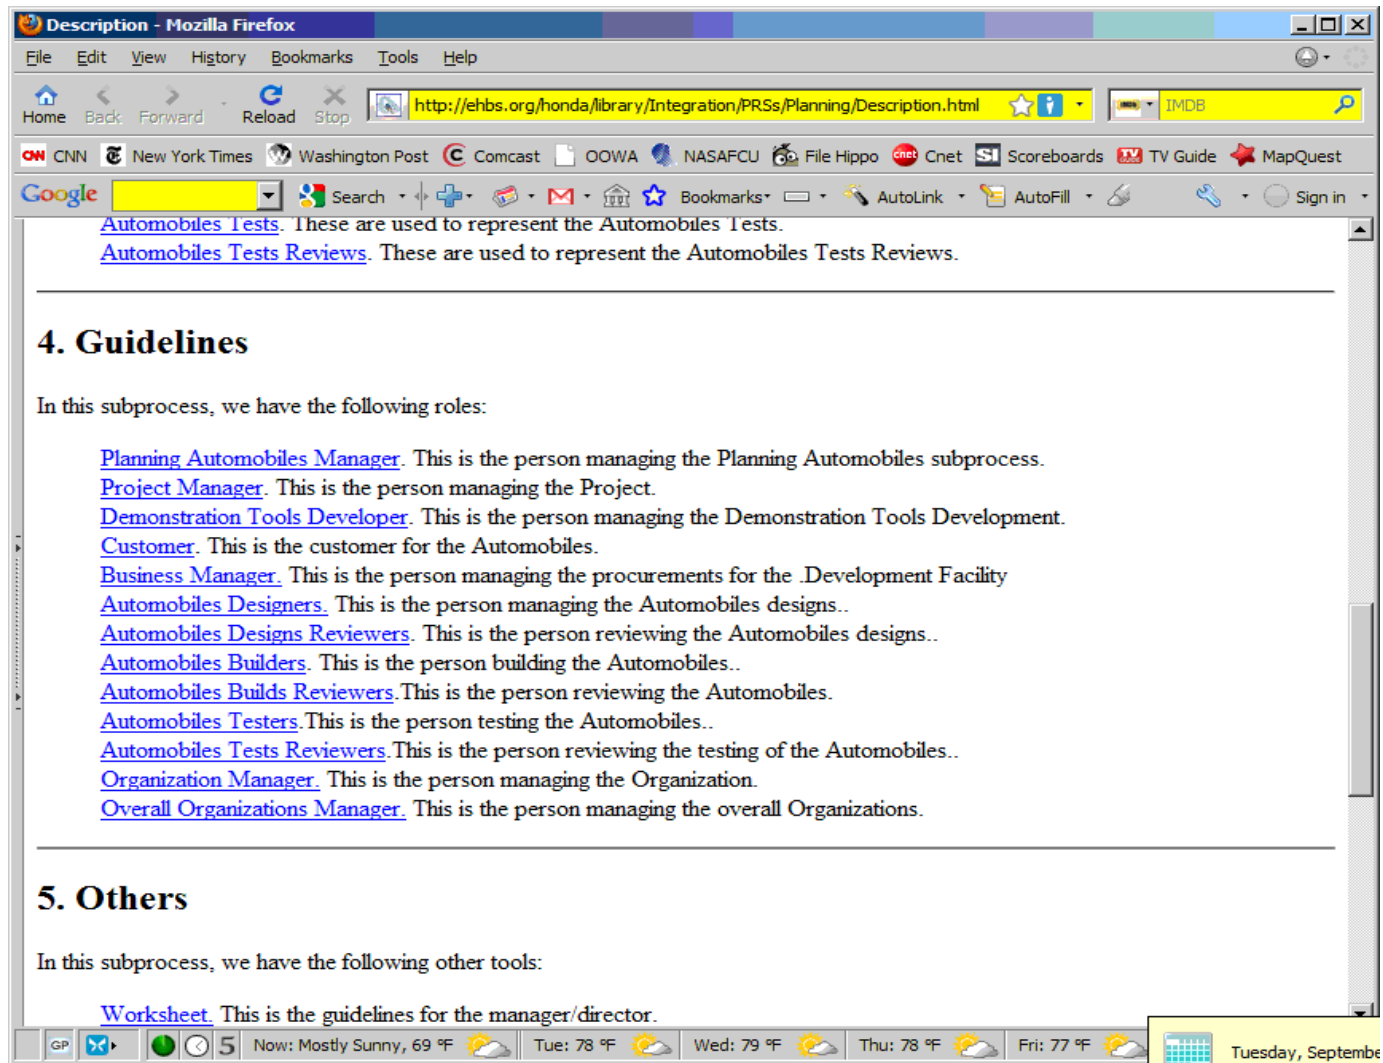 Description - Mozilla Firefox
File Edit View History Bookmarks Tools Help
Home Back Forward Reload Stop http://ehbs.org/honda/library/Integration/PRSs/Planning/Description.html IMDB
CNN New York Times Washington Post Comcast OOWA NASAFCU File Hippo Cnet Scoreboards TV Guide MapQuest
Google Search Bookmarks AutoLink AutoFill Sign in
Automobiles Tests. These are used to represent the Automobiles Tests.
Automobiles Tests Reviews. These are used to represent the Automobiles Tests Reviews.
4. Guidelines
In this subprocess, we have the following roles:
Planning Automobiles Manager. This is the person managing the Planning Automobiles subprocess.
Project Manager. This is the person managing the Project.
Demonstration Tools Developer. This is the person managing the Demonstration Tools Development.
Customer. This is the customer for the Automobiles.
Business Manager. This is the person managing the procurements for the .Development Facility
Automobiles Designers. This is the person managing the Automobiles designs..
Automobiles Designs Reviewers. This is the person reviewing the Automobiles designs..
Automobiles Builders. This is the person building the Automobiles..
Automobiles Builds Reviewers.This is the person reviewing the Automobiles.
Automobiles Testers.This is the person testing the Automobiles..
Automobiles Tests Reviewers.This is the person reviewing the testing of the Automobiles..
Organization Manager. This is the person managing the Organization.
Overall Organizations Manager. This is the person managing the overall Organizations.
5. Others
In this subprocess, we have the following other tools:
Worksheet. This is the guidelines for the manager/director.
GP 5 Now: Mostly Sunny, 69 °F Tue: 78 °F Wed: 79 °F Thu: 78 °F Fri: 77 °F Tuesday, Septembe